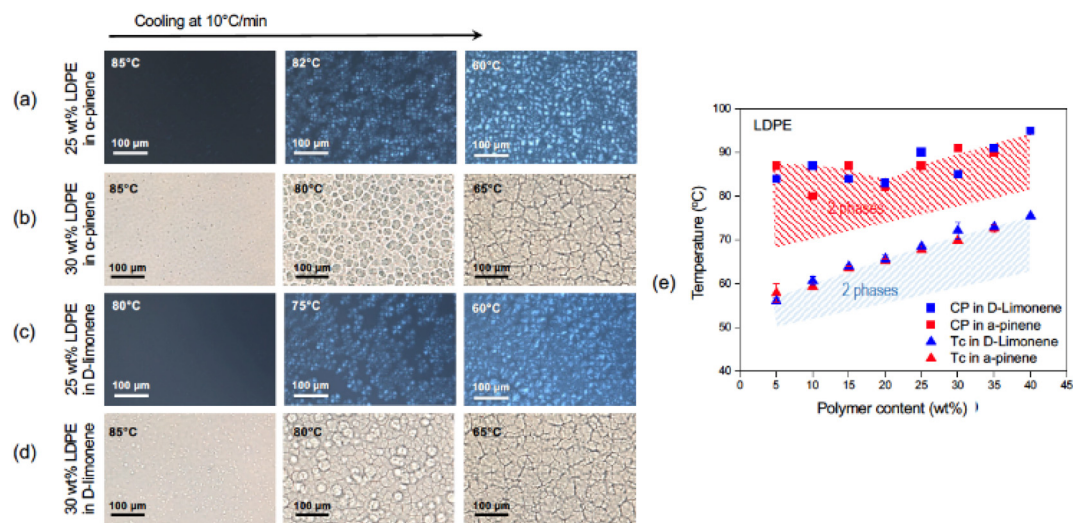 Cooling at 10°C/min
(a)
25 wt% LDPE
in α-pinene
85°C
100 µm
82°C
100 µm
60°C
100 µm
(b)
30 wt% LDPE
in α-pinene
85°C
100 µm
80°C
100 µm
65°C
100 µm
(c)
25 wt% LDPE
in D-limonene
80°C
100 µm
75°C
100 µm
60°C
100 µm
(d)
30 wt% LDPE
in D-limonene
85°C
100 µm
80°C
100 µm
65°C
100 µm
(e)
Temperature (ºC)
100
90
80
70
60
50
40
LDPE
2 phases
2 phases
CP in D-Limonene
CP in a-pinene
Tc in D-Limonene
Tc in a-pinene
0 5 10 15 20 25 30 35 40 45
Polymer content (wt%) )